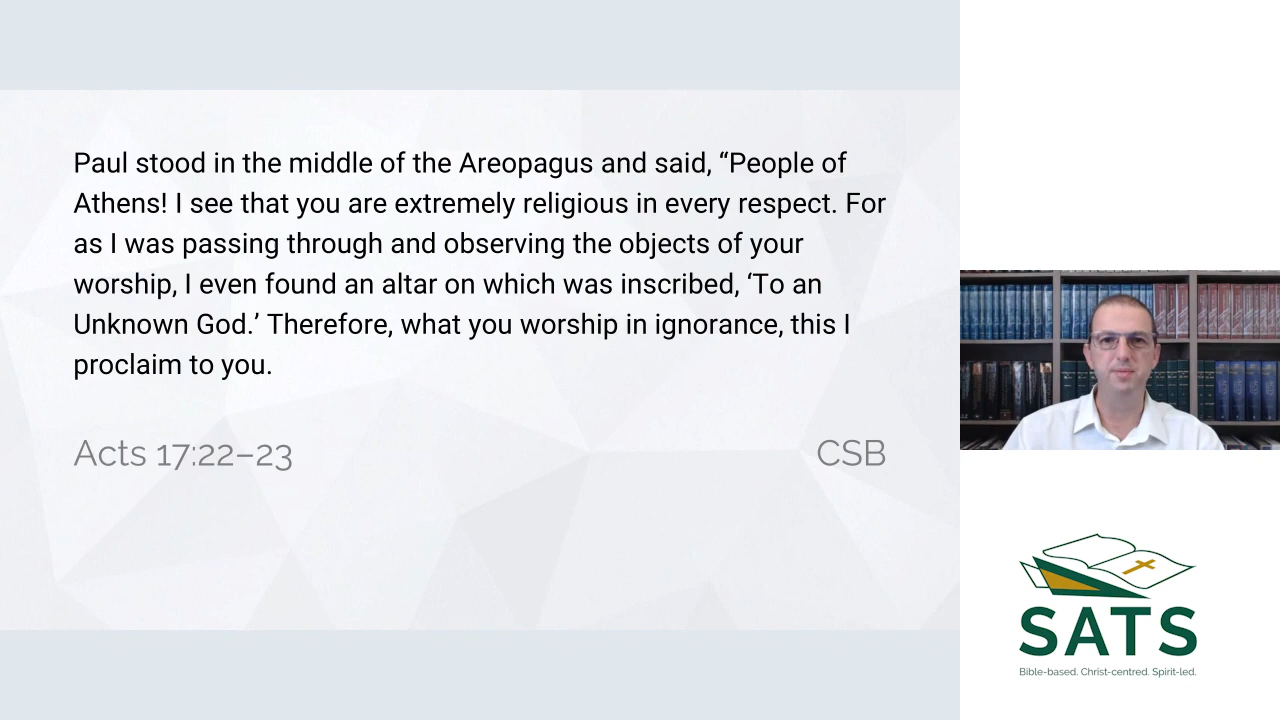 Paul stood in the middle of the Areopagus and said, “People of
Athens! I see that you are extremely religious in every respect. For
as I was passing through and observing the objects of your
worship, I even found an altar on which was inscribed, ‘To an
Unknown God.’ Therefore, what you worship in ignorance, this I
proclaim to you.
Acts 17:22–23 CSB
SATS
Bible-based. Christ-centred. Spirit-led.